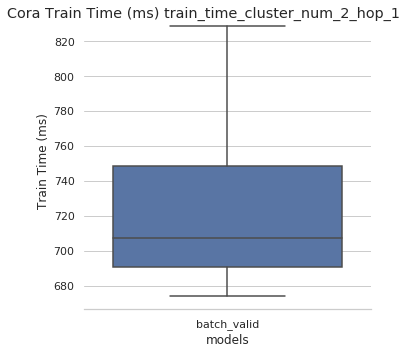 Cora Train Time (ms) train_time_cluster_num_2_hop_1
820
800
780
760
740
720
700
680
Train Time (ms)
batch_valid
models